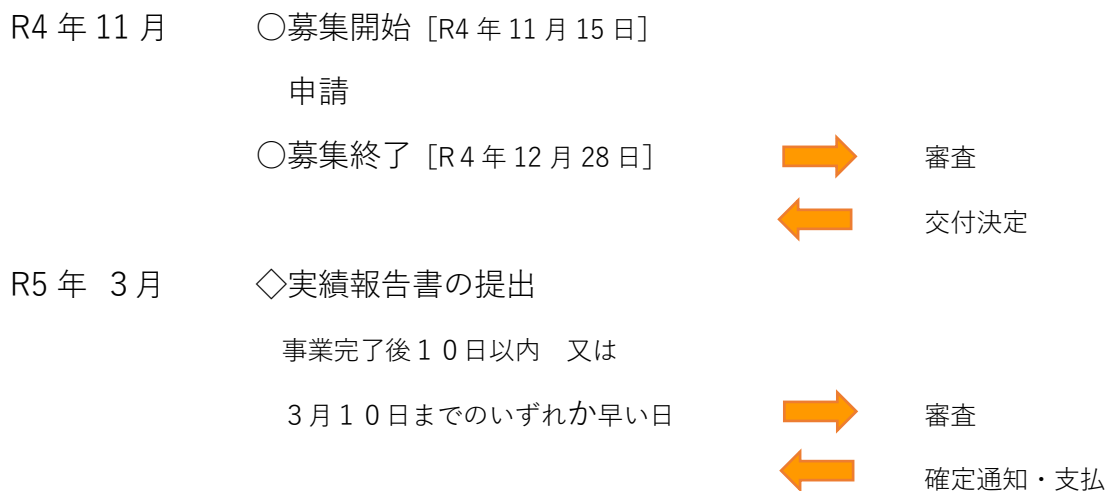 R4 年 11 月 ○募集開始［R4 年 11 月 15 日］
申請
○募集終了［R４年 12 月 28 日］ 審査
交付決定
R5 年 ３月 ◇実績報告書の提出
事業完了後１０日以内　又は
３月１０日までのいずれか早い日 審査
確定通知・支払